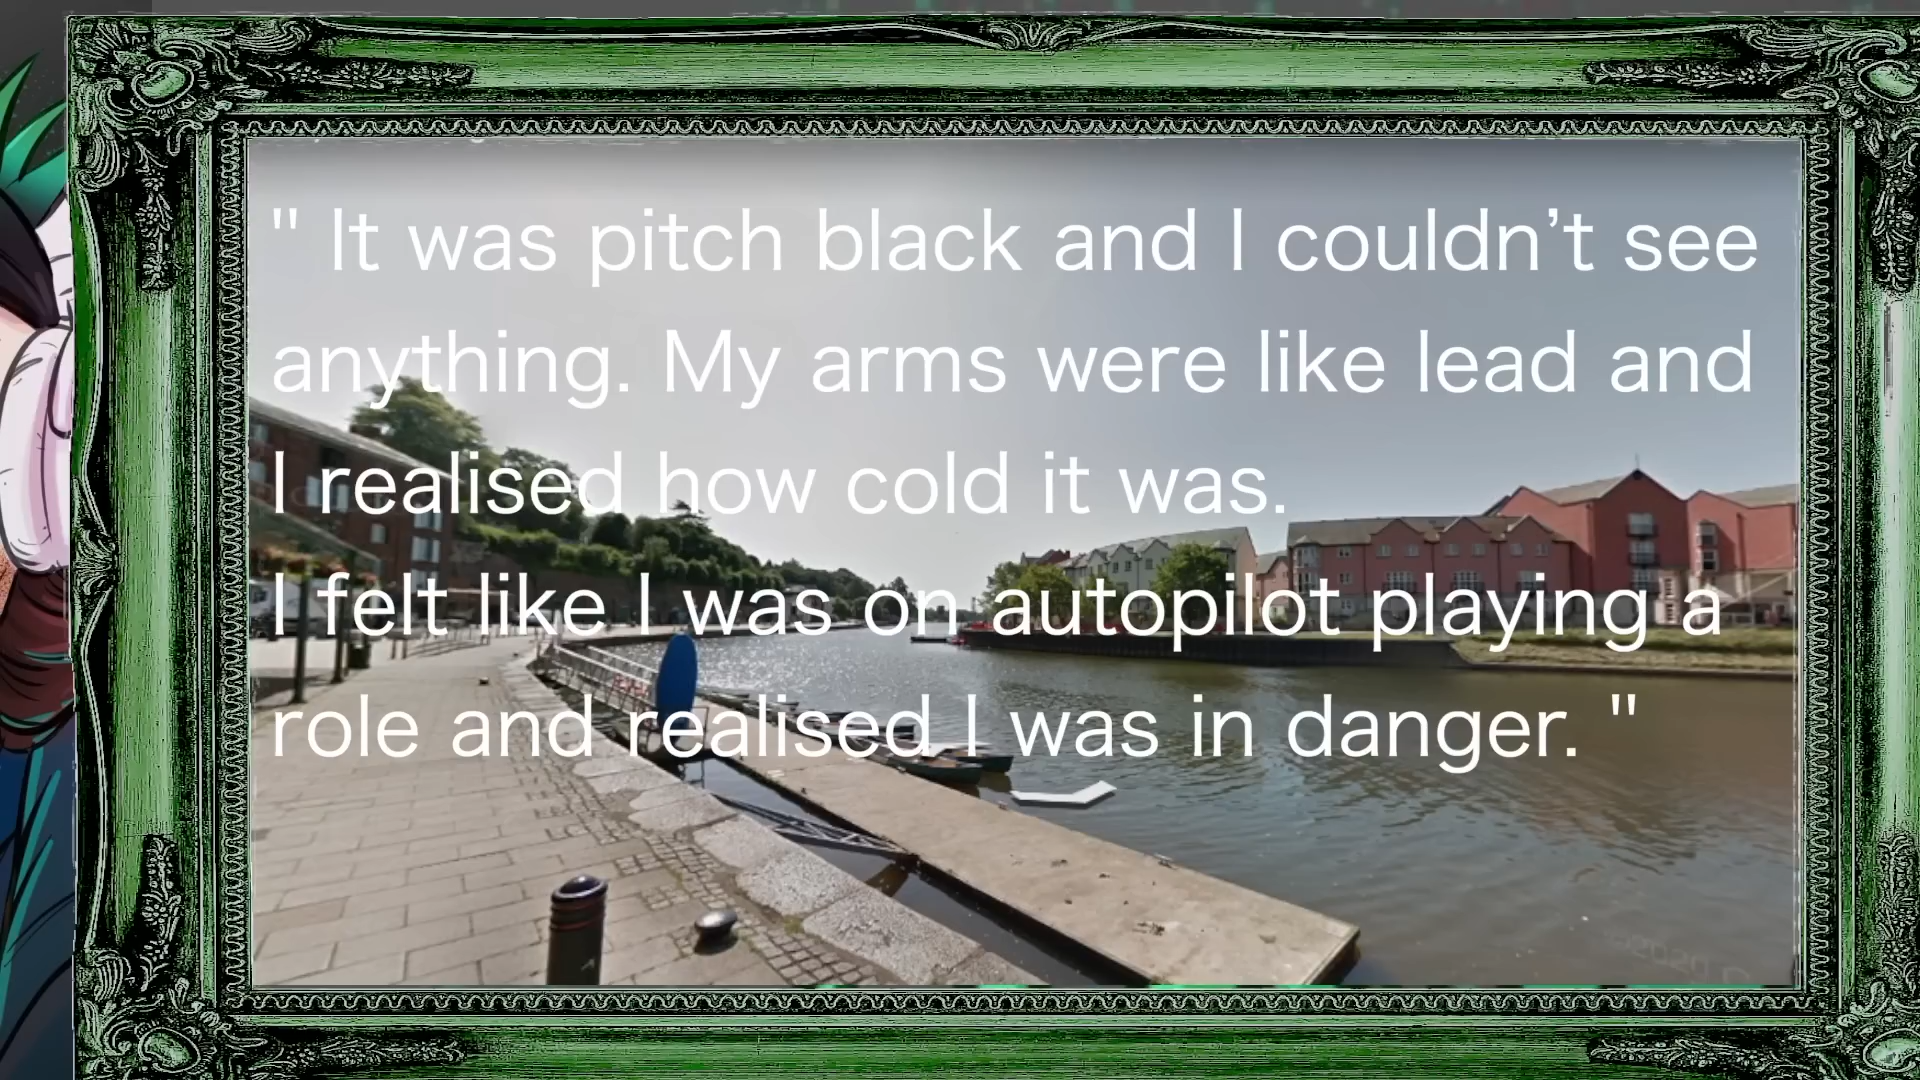 " It was pitch black and I couldn’t see
anything. My arms were like lead and
I realised how cold it was.
I felt like I was on autopilot playing a
role and realised I was in danger. "